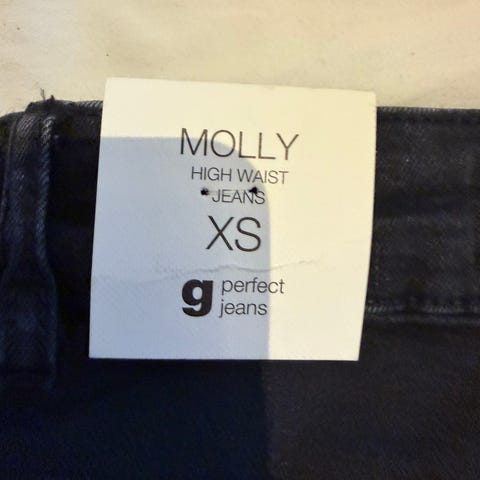 MOLLY
HIGH WAIST
JEANS
XS
g perfect
jeans